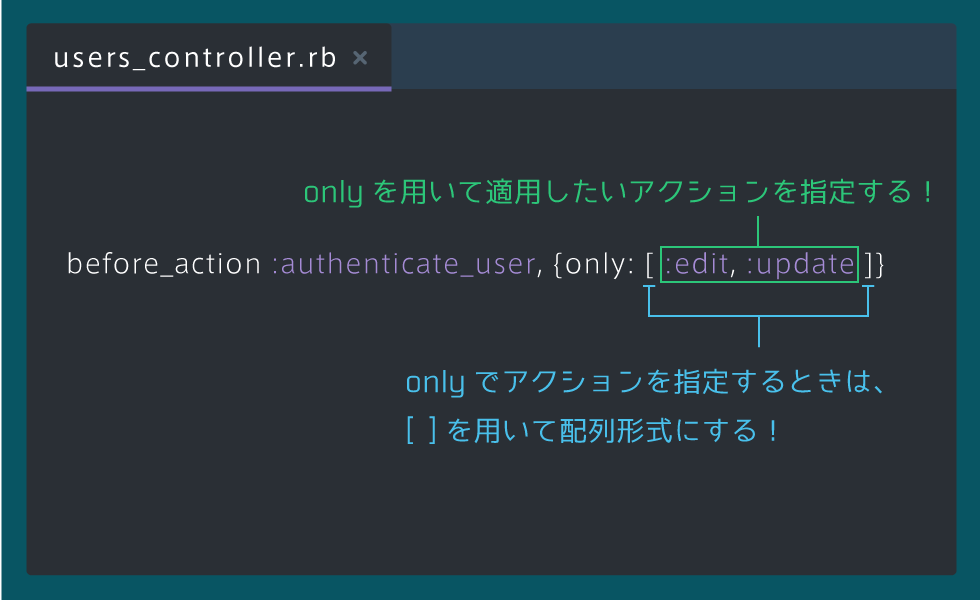 users_controller.rb ×
only を用いて適用したいアクションを指定する！
before_action :authenticate_user, {only: [:edit, :update]}
only でアクションを指定するときは、
[ ] を用いて配列形式にする！